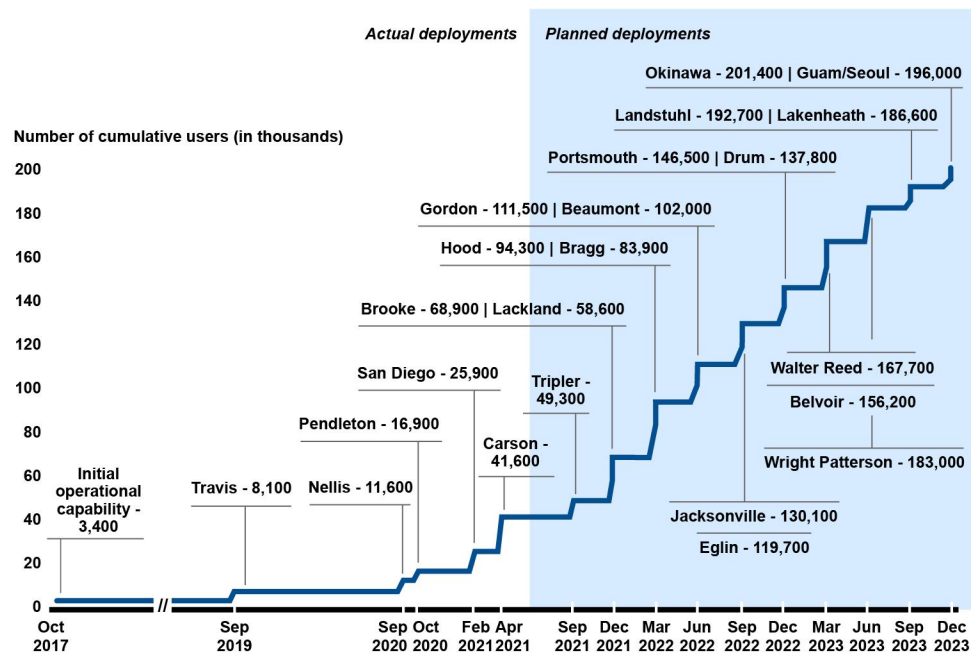 Actual deployments
Planned deployments
Okinawa - 201,400 | Guam/Seoul - 196,000
Landstuhl - 192,700 | Lakenheath - 186,600
Number of cumulative users (in thousands)
Portsmouth - 146,500 | Drum - 137,800
Gordon - 111,500 | Beaumont - 102,000
Hood - 94,300 | Bragg - 83,900
Brooke - 68,900 | Lackland - 58,600
San Diego - 25,900
Tripler -
49,300
Pendleton - 16,900
Carson -
41,600
Initial
operational
capability -
3,400
Travis - 8,100
Nellis - 11,600
Walter Reed - 167,700
Belvoir - 156,200
Wright Patterson - 183,000
Jacksonville - 130,100
Eglin - 119,700
200
180
160
140
120
100
80
60
40
20
0
//
Oct
2017
Sep
2019
Sep
2020
Oct
2020
Feb
2021
Apr
2021
Sep
2021
Dec
2021
Mar
2022
Jun
2022
Sep
2022
Dec
2022
Mar
2023
Jun
2023
Sep
2023
Dec
2023